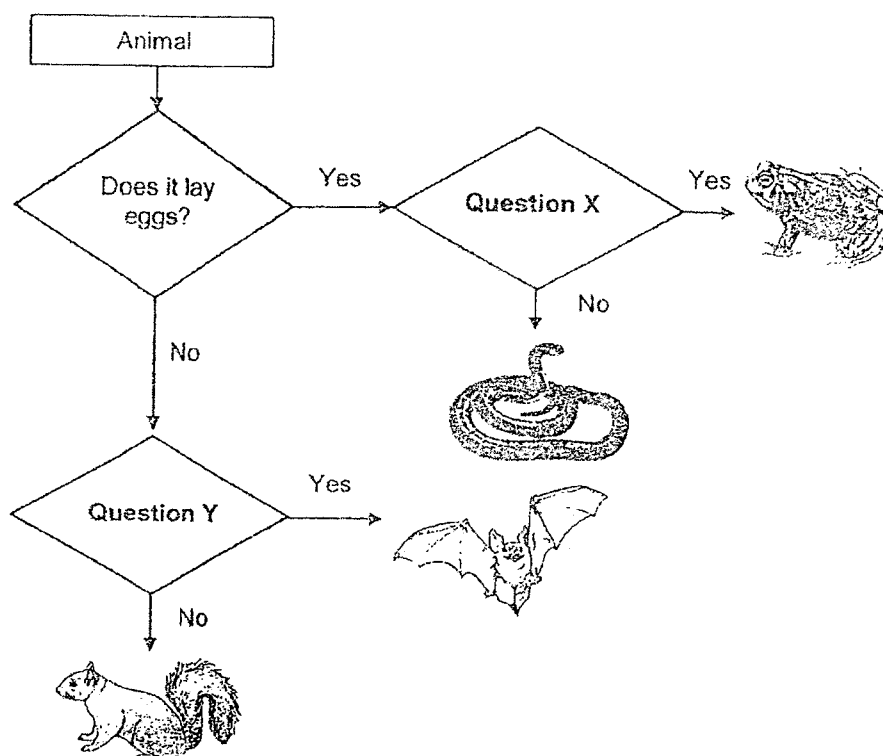 Animal
Does it lay
eggs?
Yes
Question X
Yes
No
No
Question Y
Yes
No